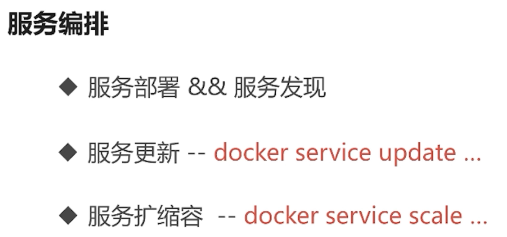 服务编排
◆ 服务部署 && 服务发现
◆ 服务更新 -- docker service update ...
◆ 服务扩缩容 -- docker service scale ...